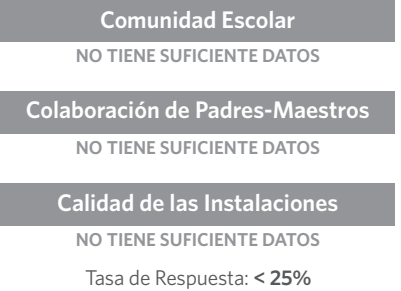 Comunidad Escolar
NO TIENE SUFICIENTE DATOS
Colaboración de Padres-Maestros
NO TIENE SUFICIENTE DATOS
Calidad de las Instalaciones
NO TIENE SUFICIENTE DATOS
Tasa de Respuesta: < 25%